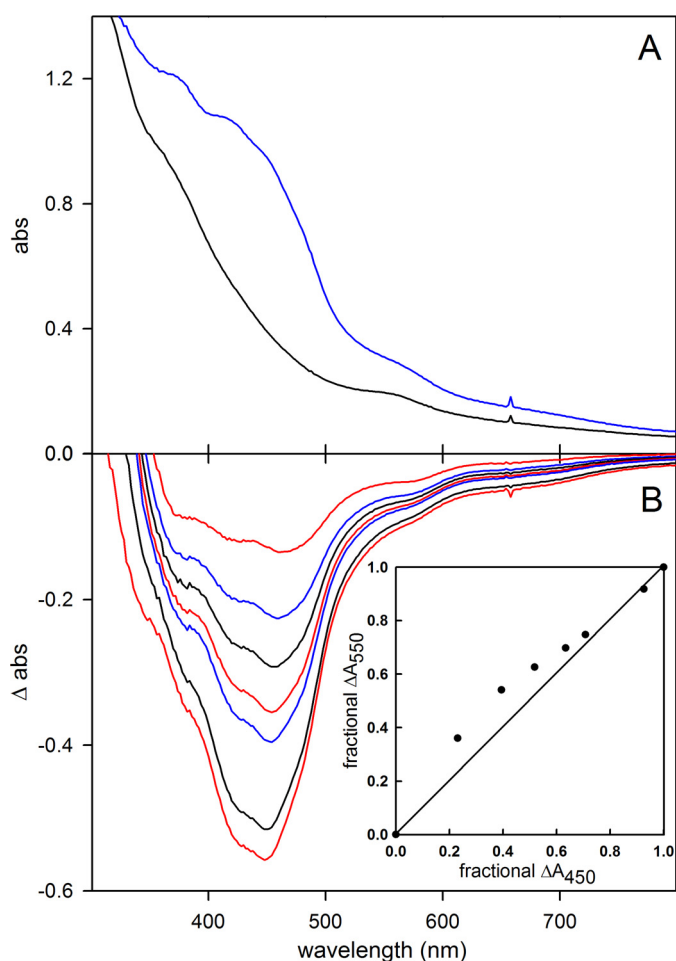 A
1.2
0.8
abs
0.4
0.0
B
-0.2
Δ abs
-0.4
-0.6
400 500 600 700
wavelength (nm)
1.0
0.8
0.6
0.4
0.2
0.0
fractional ΔA550
0.0 0.2 0.4 0.6 0.8 1.0
fractional ΔA450